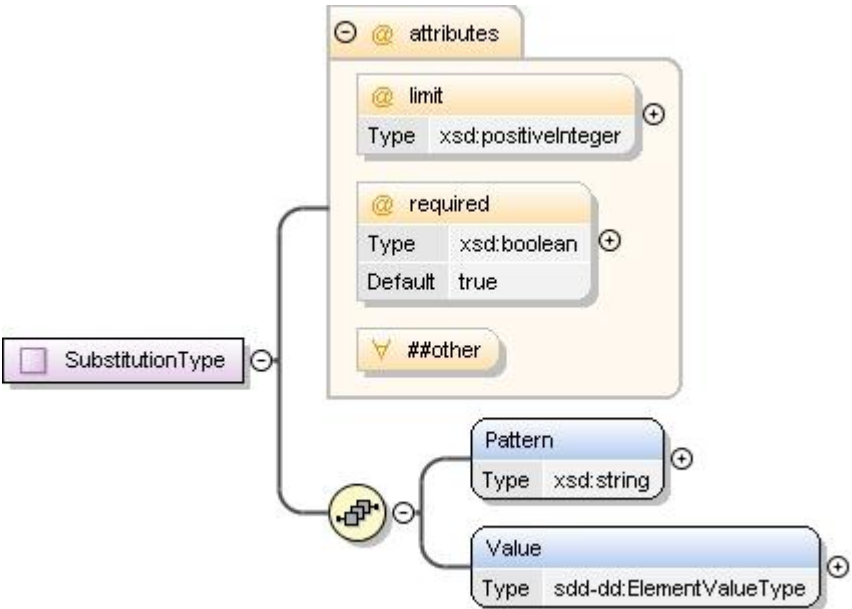 @ attributes
@ limit
Type xsd:positiveInteger
@ required
Type xsd:boolean
Default true
∀ ##other
SubstitutionType
Pattern
Type xsd:string
Value
Type sdd-dd:ElementValueType